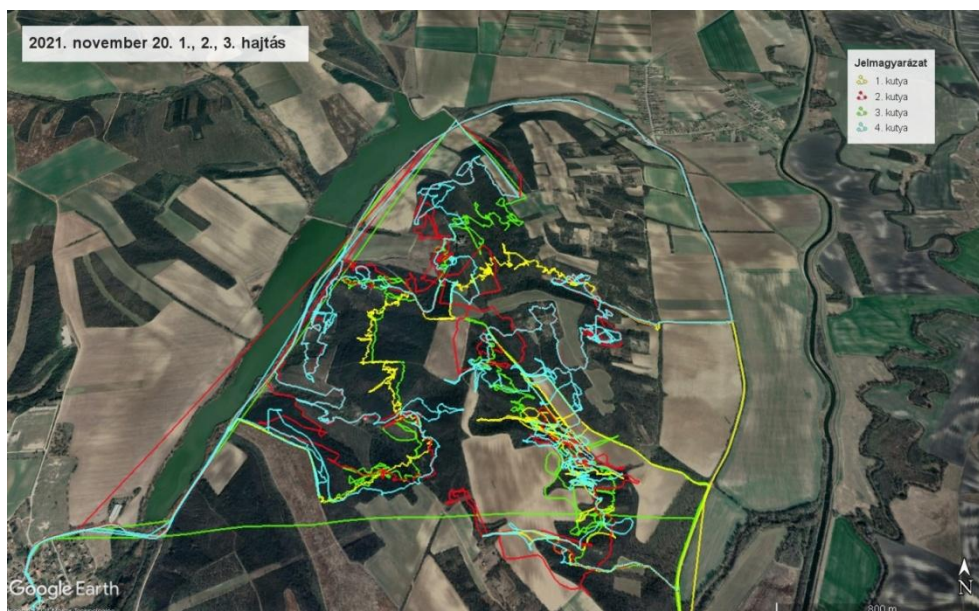 2021. november 20. 1., 2., 3. hajtás
Jelmagyarázat
1. kutya
2. kutya
3. kutya
4. kutya
Google Earth
800 m
N